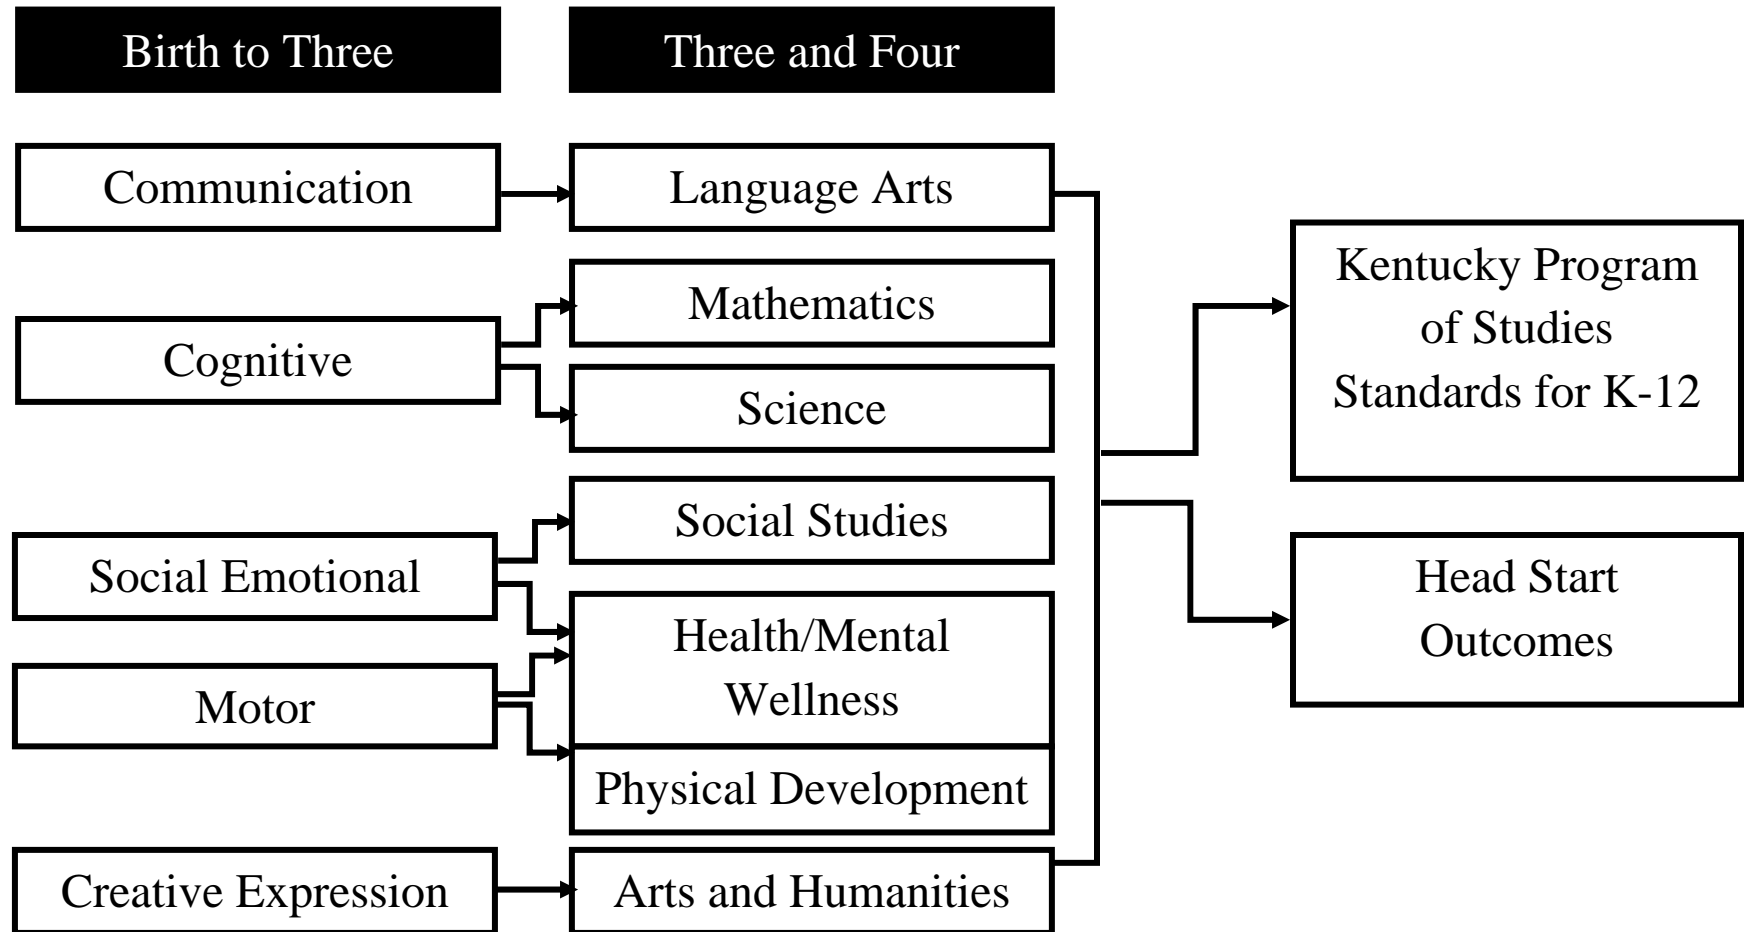 Birth to Three
Three and Four
Communication
Language Arts
Mathematics
Cognitive
Science
Social Studies
Social Emotional
Health/Mental
Wellness
Motor
Physical Development
Creative Expression
Arts and Humanities
Kentucky Program
of Studies
Standards for K-12
Head Start
Outcomes